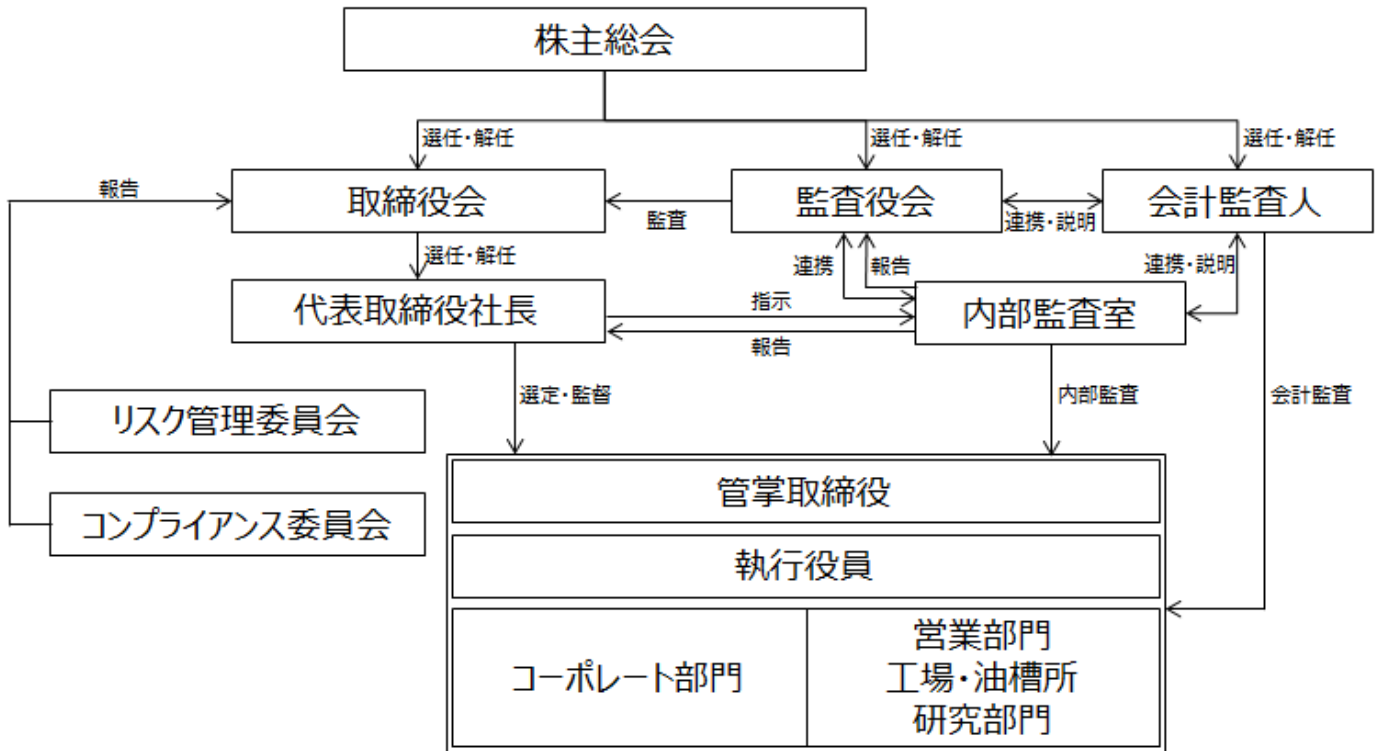 株主総会
選任・解任
選任・解任
選任・解任
報告
取締役会
監査
監査役会
連携・説明
会計監査人
選任・解任
連携
報告
連携・説明
代表取締役社長
指示
報告
内部監査室
選定・監督
内部監査
会計監査
リスク管理委員会
コンプライアンス委員会
管掌取締役
執行役員
コーポレート部門
営業部門
工場・油槽所
研究部門